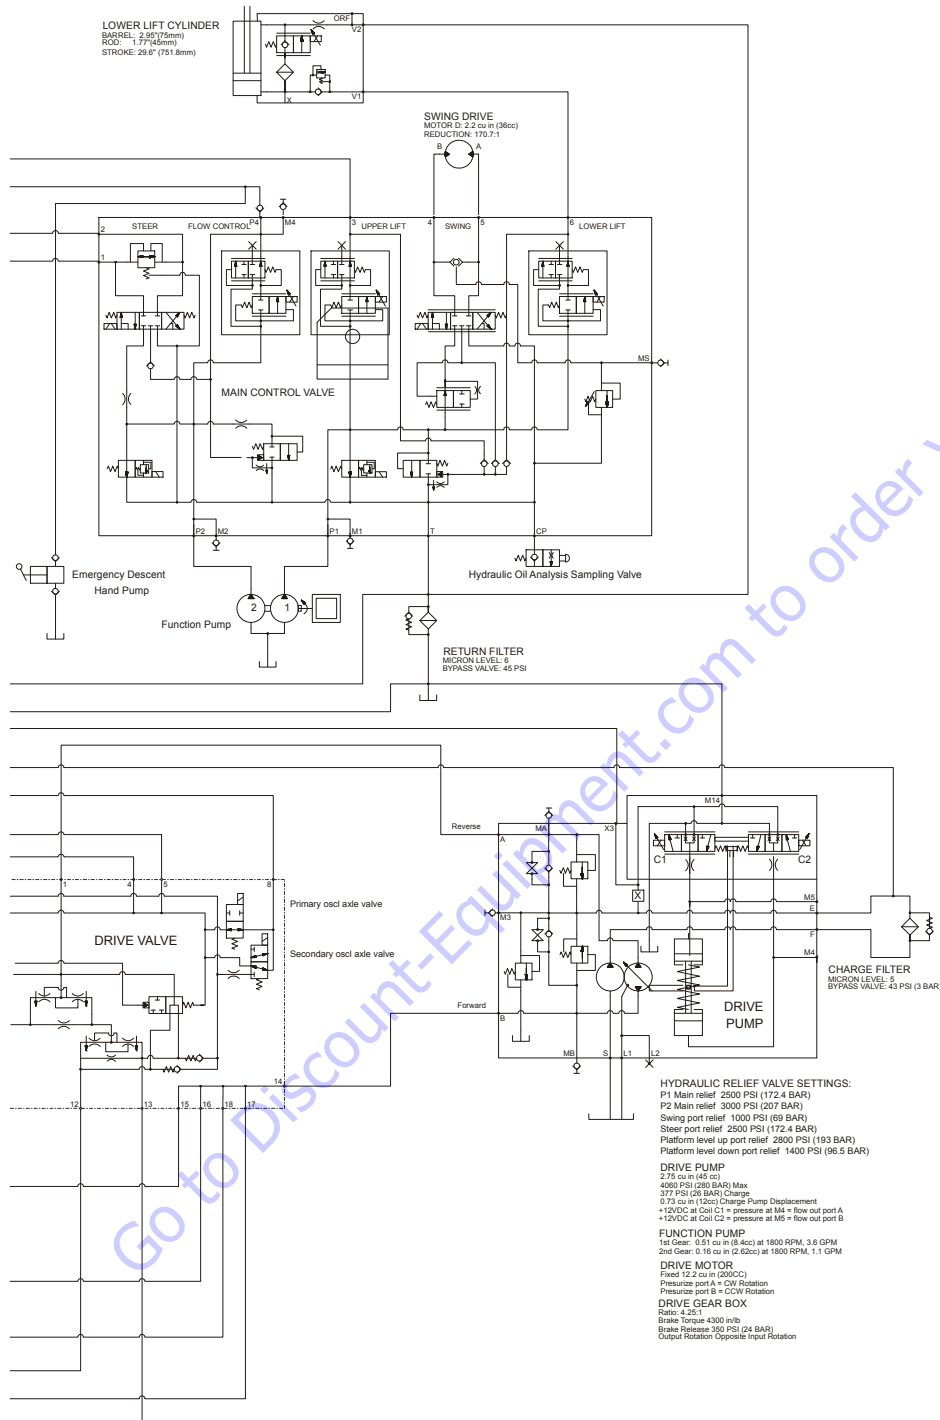 LOWER LIFT CYLINDER
BARREL: 2.95"(75mm)
ROD: 1.77"(45mm)
STROKE: 29.6" (751.8mm)
ORF
V2
X
V1
SWING DRIVE
MOTOR D: 2.2 cu in (36cc)
REDUCTION: 170.7:1
B A
2 STEER FLOW CONTROL P4 M4 3 UPPER LIFT 4 SWING 5 6 LOWER LIFT
1
MS
MAIN CONTROL VALVE
P2 M2 P1 M1 T CP
Emergency Descent
Hand Pump
Hydraulic Oil Analysis Sampling Valve
2 1
Function Pump
RETURN FILTER
MICRON LEVEL: 6
BYPASS VALVE: 45 PSI
M14
Reverse
A
MA
X3
C1 C2
1 4 5 8
X
M5
E
M3
F
M4
Primary oscl axle valve
DRIVE VALVE
Secondary oscl axle valve
CHARGE FILTER
MICRON LEVEL: 5
BYPASS VALVE: 43 PSI (3 BAR)
DRIVE
PUMP
Forward
B
MB S L1 L2
14
12 13 15 16 18 17
HYDRAULIC RELIEF VALVE SETTINGS:
P1 Main relief 2500 PSI (172.4 BAR)
P2 Main relief 3000 PSI (207 BAR)
Swing port relief 1000 PSI (69 BAR)
Steer port relief 2500 PSI (172.4 BAR)
Platform level up port relief 2800 PSI (193 BAR)
Platform level down port relief 1400 PSI (96.5 BAR)
DRIVE PUMP
2.75 cu in (45 cc)
4060 PSI (280 BAR) Max
377 PSI (26 BAR) Charge
0.73 cu in (12cc) Charge Pump Displacement
+12VDC at Coil C1 = pressure at M4 = flow out port A
+12VDC at Coil C2 = pressure at M5 = flow out port B
FUNCTION PUMP
1st Gear: 0.51 cu in (8.4cc) at 1800 RPM, 3.6 GPM
2nd Gear: 0.16 cu in (2.62cc) at 1800 RPM, 1.1 GPM
DRIVE MOTOR
Fixed 12.2 cu in (200CC)
Presurize port A = CW Rotation
Presurize port B = CCW Rotation
DRIVE GEAR BOX
Ratio: 4.25:1
Brake Torque 4300 in/lb
Brake Release 350 PSI (24 BAR)
Output Rotation Opposite Input Rotation
Go to Discount-Equipment.com to order